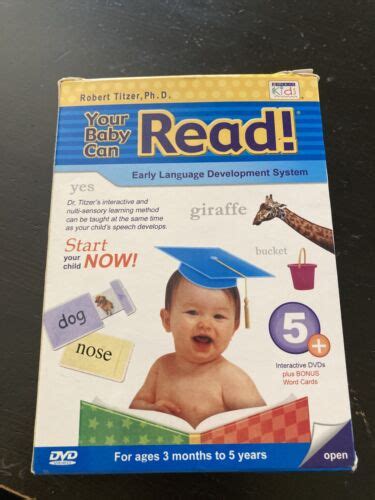 Robert Titzer, Ph.D.
Kids
Your
Baby
Can
Read!
Early Language Development System
yes
Dr. Titzer's interactive and
multi-sensory learning method
can be taught at the same time
as your child's speech develops.
giraffe
Start
your
child
NOW!
bucket
dog
nose
5+
Interactive DVDs
plus BONUS
Word Cards
DVD
For ages 3 months to 5 years
open